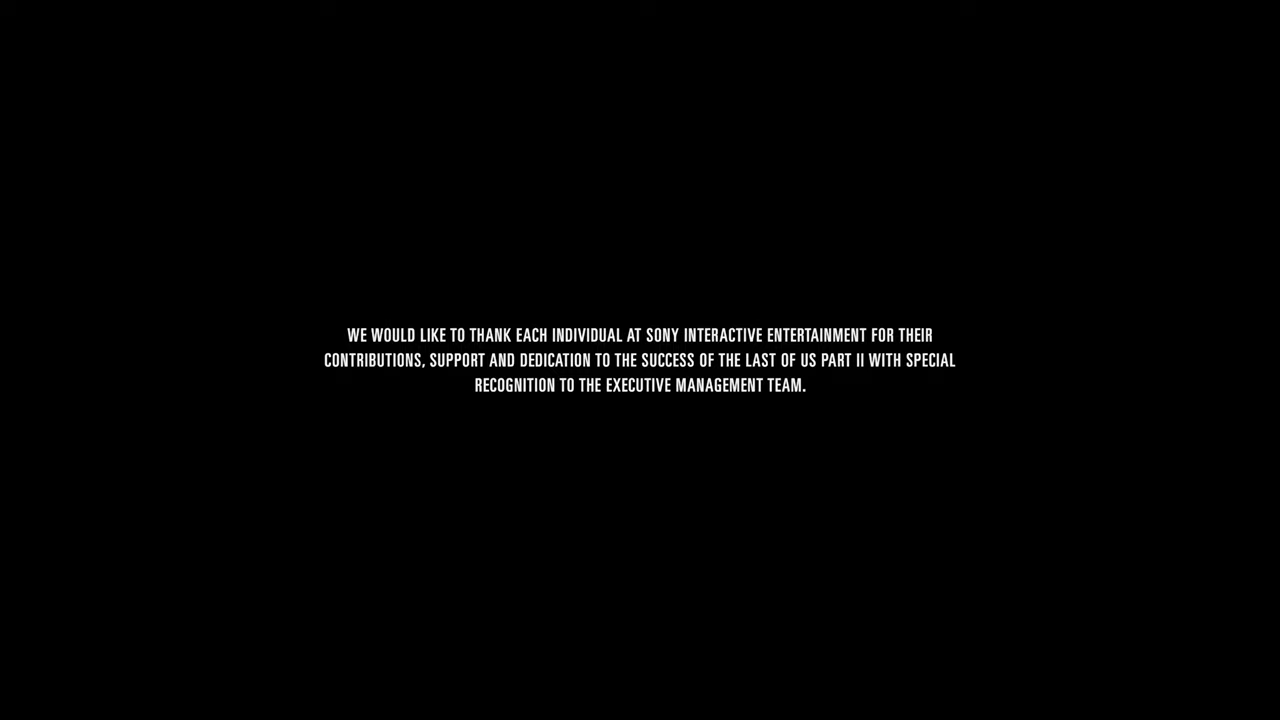 WE WOULD LIKE TO THANK EACH INDIVIDUAL AT SONY INTERACTIVE ENTERTAINMENT FOR THEIR
CONTRIBUTIONS, SUPPORT AND DEDICATION TO THE SUCCESS OF THE LAST OF US PART II WITH SPECIAL
RECOGNITION TO THE EXECUTIVE MANAGEMENT TEAM.